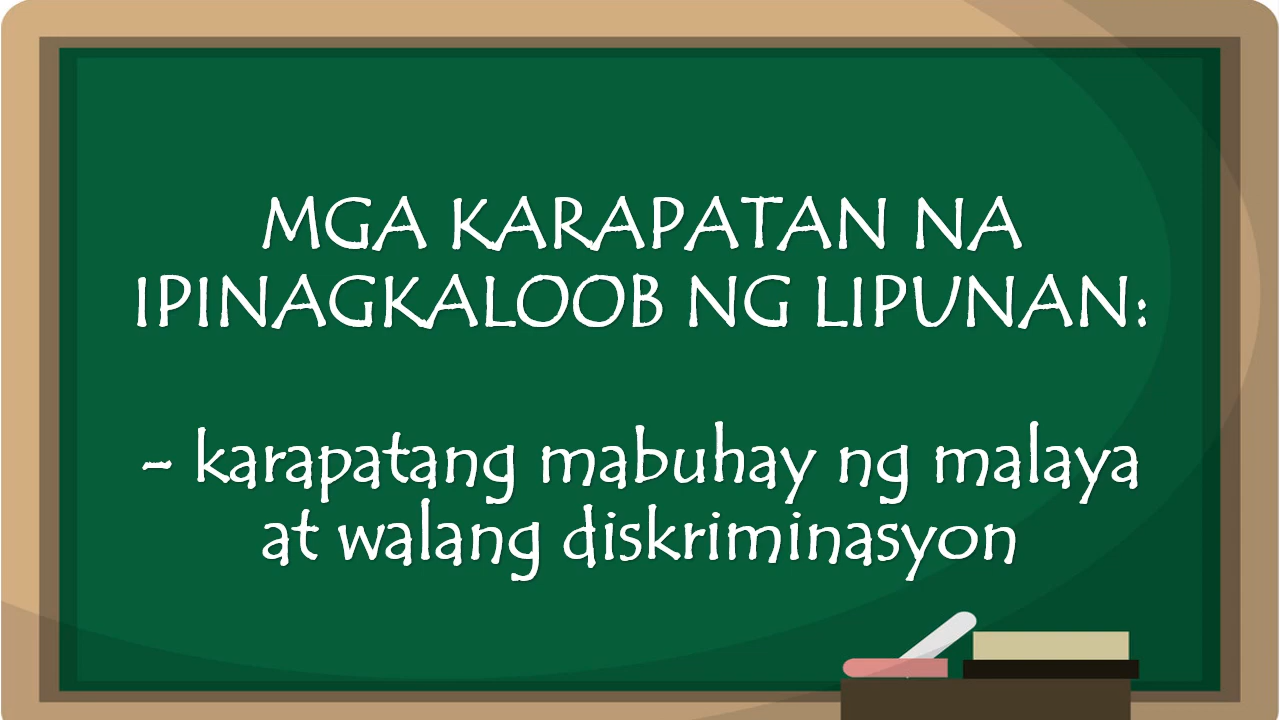 MGA KARAPATAN NA
IPINAGKALOOB NG LIPUNAN:
- karapatang mabuhay ng malaya
at walang diskriminasyon